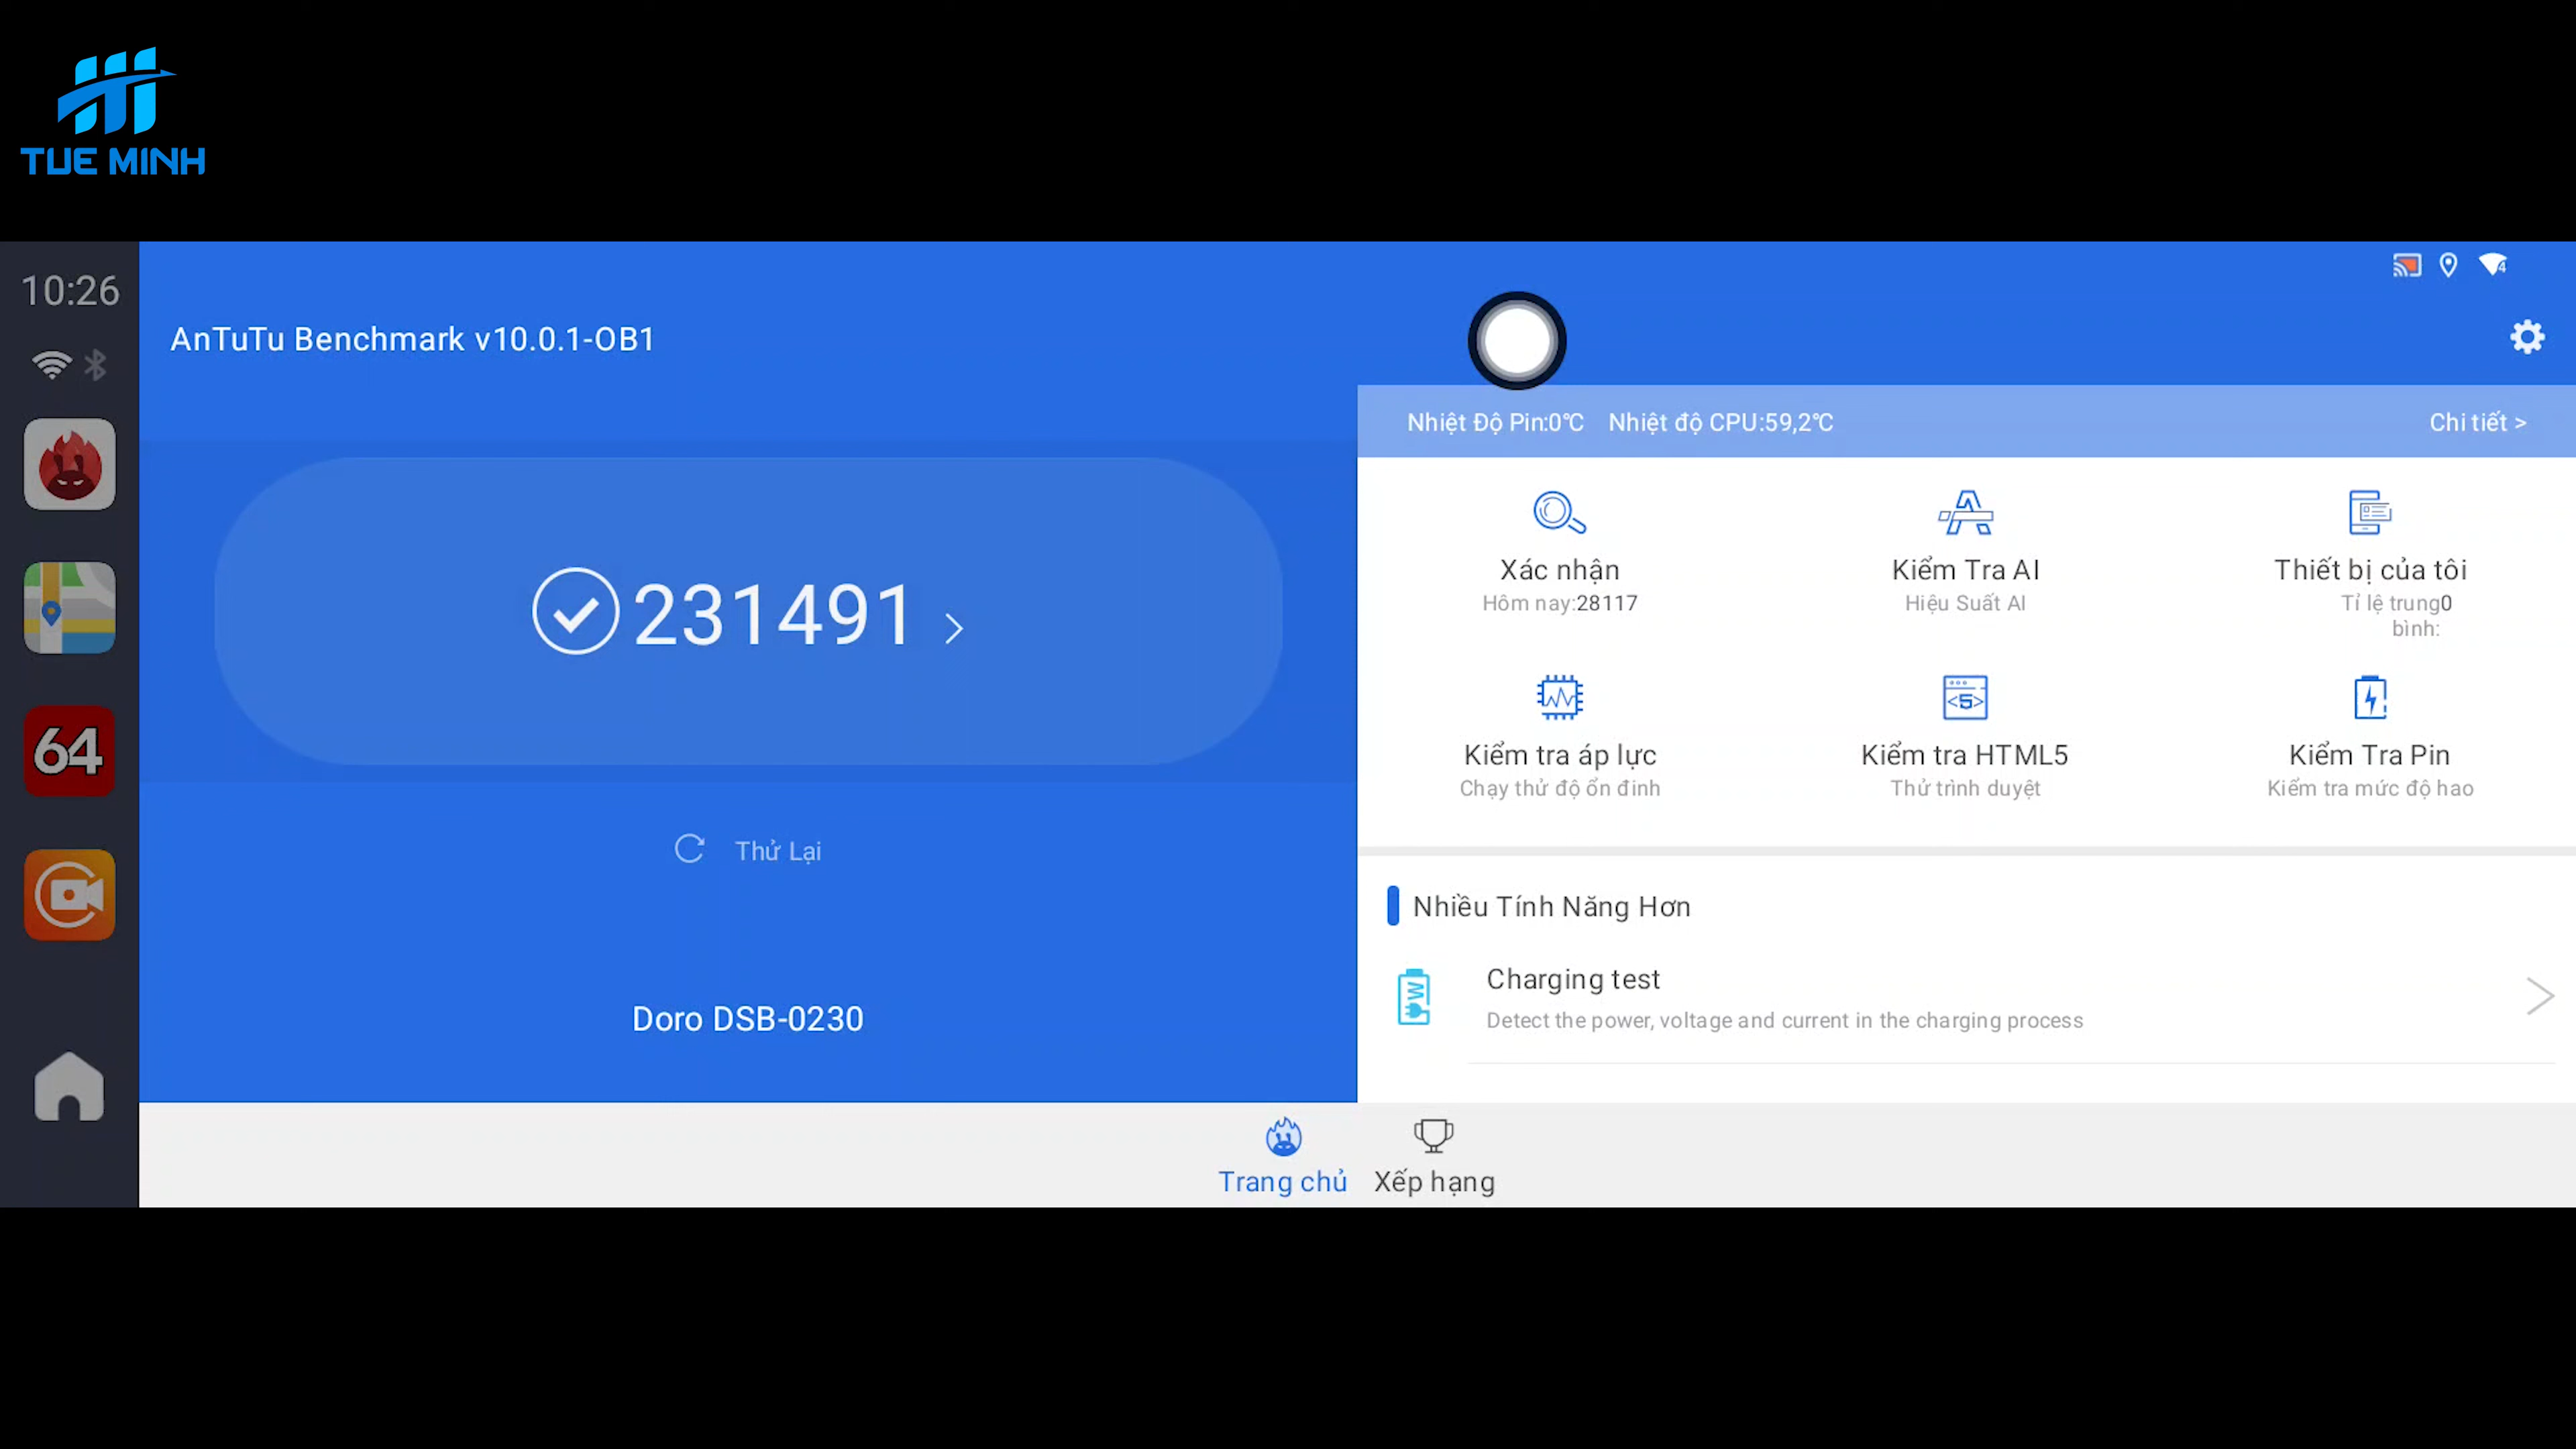 TUE MINH
10:26
AnTuTu Benchmark v10.0.1-OB1
64
231491
Thử Lại
Doro DSB-0230
Nhiệt Độ Pin:0℃ Nhiệt độ CPU:59,2℃ Chi tiết >
Xác nhận
Hôm nay:28117
Kiểm Tra AI
Hiệu Suất AI
Thiết bị của tôi
Tỉ lệ trung0
bình:
Kiểm tra áp lực
Chạy thử độ ổn đinh
Kiểm tra HTML5
Thử trình duyệt
Kiểm Tra Pin
Kiểm tra mức độ hao
Nhiều Tính Năng Hơn
Charging test
Detect the power, voltage and current in the charging process
Trang chủ
Xếp hạng